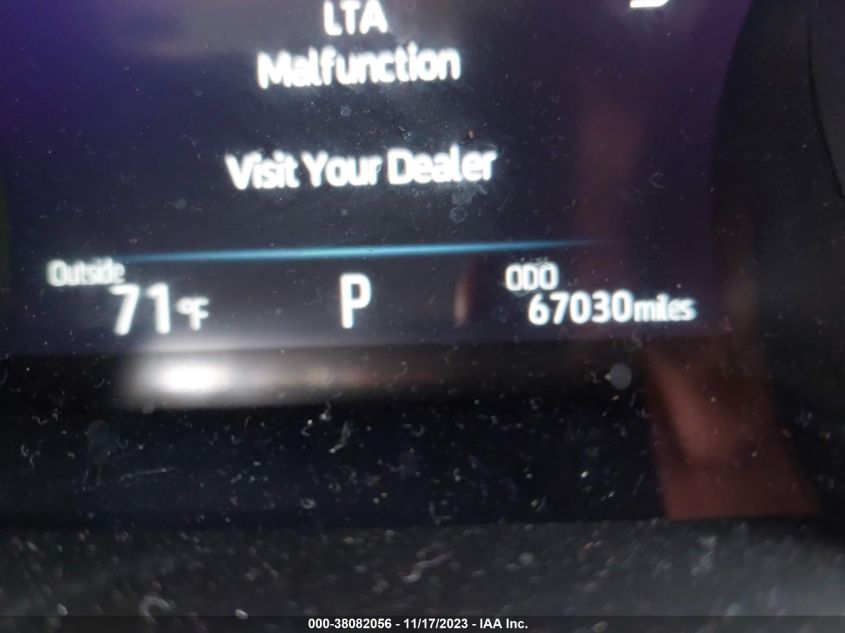 LTA
Malfunction
Visit Your Dealer
Outside
71°F
P
ODO
67030miles
000-38082056 - 11/17/2023 - IAA Inc.